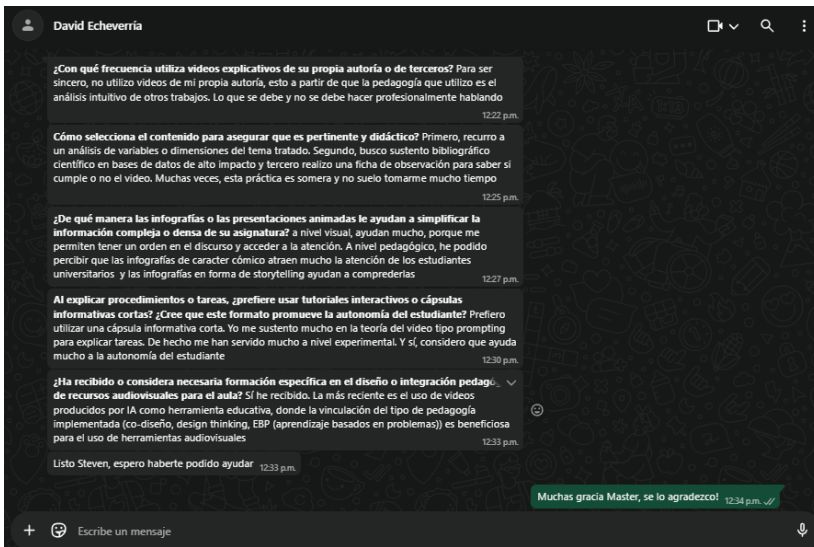 David Echeverría
¿Con qué frecuencia utiliza videos explicativos de su propia autoría o de terceros? Para ser
sincero, no utilizo videos de mi propia autoría, esto a partir de que la pedagogía que utilizo es el
análisis intuitivo de otros trabajos. Lo que se debe y no se debe hacer profesionalmente hablando
12:22 p.m.
Cómo selecciona el contenido para asegurar que es pertinente y didáctico? Primero, recurro a
un análisis de variables o dimensiones del tema tratado. Segundo, busco sustento bibliográfico
científico en bases de datos de alto impacto y tercero realizo una ficha de observación para saber si
cumple o no el video. Muchas veces, esta práctica es somera y no suelo tomarme mucho tiempo
12:25 p.m.
¿De qué manera las infografías o las presentaciones animadas le ayudan a simplificar la
información compleja o densa de su asignatura? a nivel visual, ayudan mucho, porque me
permiten tener un orden en el discurso y acceder a la atención. A nivel pedagógico, he podido
percibir que las infografías de caracter cómico atraen mucho la atención de los estudiantes
universitarios y las infografías en forma de storytelling ayudan a comprederlas
12:27 p.m.
Al explicar procedimientos o tareas, ¿prefiere usar tutoriales interactivos o cápsulas
informativas cortas? ¿Cree que este formato promueve la autonomía del estudiante? Prefiero
utilizar una cápsula informativa corta. Yo me sustento mucho en la teoría del video tipo prompting
para explicar tareas. De hecho me han servido mucho a nivel experimental. Y sí, considero que ayuda
mucho a la autonomía del estudiante
12:30 p.m.
¿Ha recibido o considera necesaria formación específica en el diseño o integración pedagó
de recursos audiovisuales para el aula? Sí he recibido. La más reciente es el uso de videos
producidos por IA como herramienta educativa, donde la vinculación del tipo de pedagogía
implementada (co-diseño, design thinking, EBP (aprendizaje basados en problemas)) es beneficiosa
para el uso de herramientas audiovisuales
12:33 p.m.
Listo Steven, espero haberte podido ayudar 12:33 p.m.
Muchas gracia Master, se lo agradezco! 12:34 p.m.
Escribe un mensaje